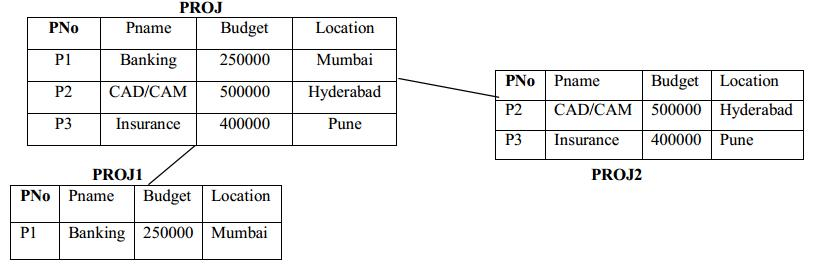 PROJ
PNo Pname Budget Location
P1 Banking 250000 Mumbai
P2 CAD/CAM 500000 Hyderabad
P3 Insurance 400000 Pune
PNo Pname Budget Location
P2 CAD/CAM 500000 Hyderabad
P3 Insurance 400000 Pune
PROJ2
PROJ1
PNo Pname Budget Location
P1 Banking 250000 Mumbai